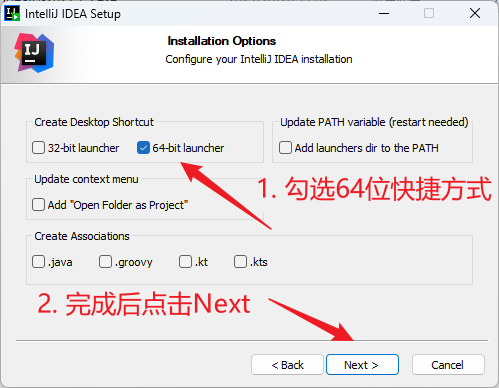 IntelliJ IDEA Setup
Installation Options
Configure your IntelliJ IDEA installation
Create Desktop Shortcut
Update PATH variable (restart needed)
32-bit launcher
64-bit launcher
Add launchers dir to the PATH
1. 勾选64位快捷方式
Update context menu
Add "Open Folder as Project"
Create Associations
.java
.groovy
.kt
.kts
2. 完成后点击Next
< Back
Next >
Cancel